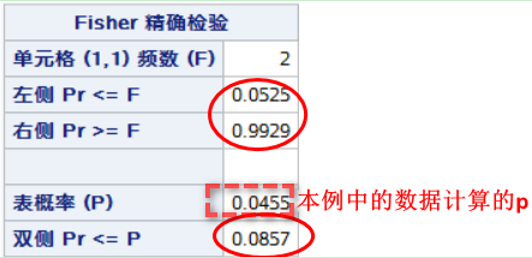 Fisher 精确检验
单元格 (1,1) 频数 (F) 2
左侧 Pr <= F 0.0525
右侧 Pr >= F 0.9929
表概率 (P) 0.0455 本例中的数据计算的p
双侧 Pr <= P 0.0857